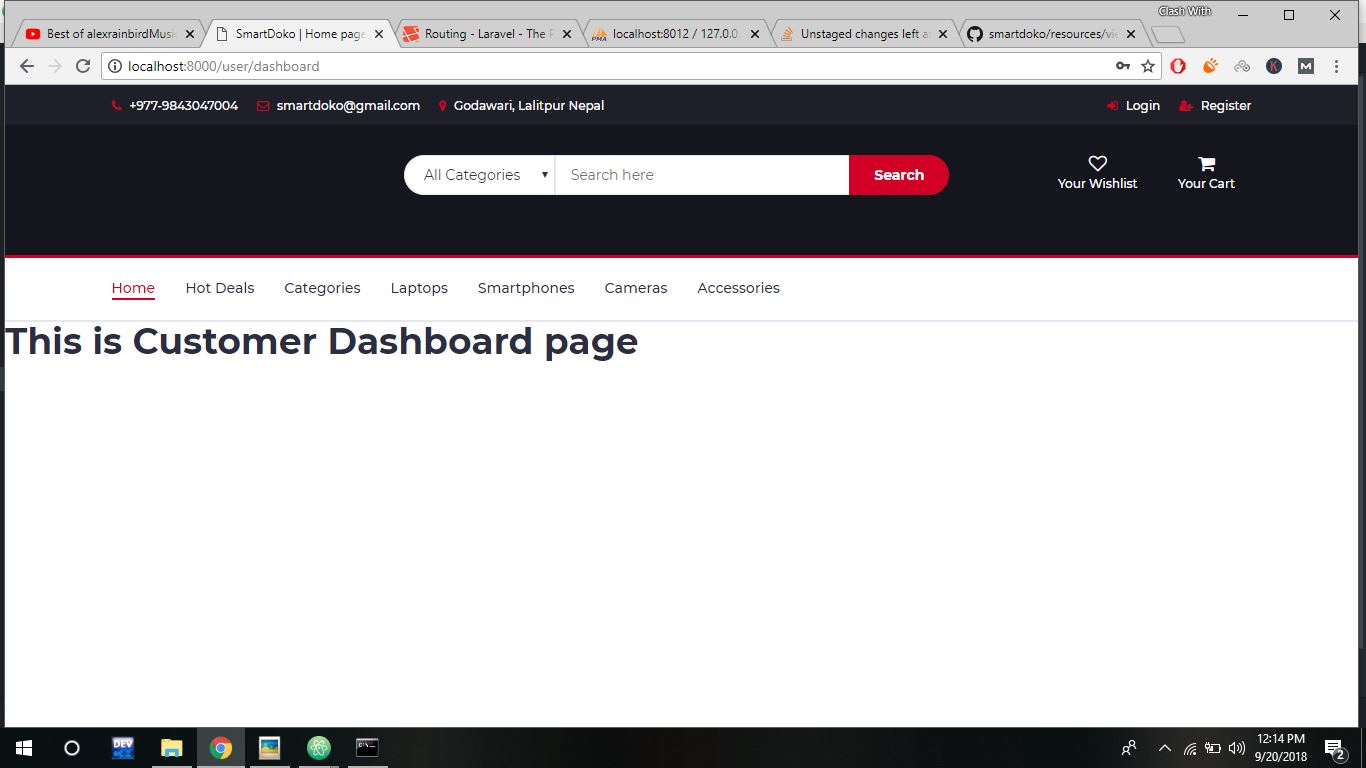 Clash With
Best of alexrainbirdMusi
SmartDoko | Home page
Routing - Laravel - The P
localhost:8012 / 127.0.0.
Unstaged changes left a
smartdoko/resources/vie
localhost:8000/user/dashboard
+977-9843047004 smartdoko@gmail.com Godawari, Lalitpur Nepal Login Register
All Categories Search here Search
Your Wishlist Your Cart
Home Hot Deals Categories Laptops Smartphones Cameras Accessories
This is Customer Dashboard page
12:14 PM
9/20/2018
2